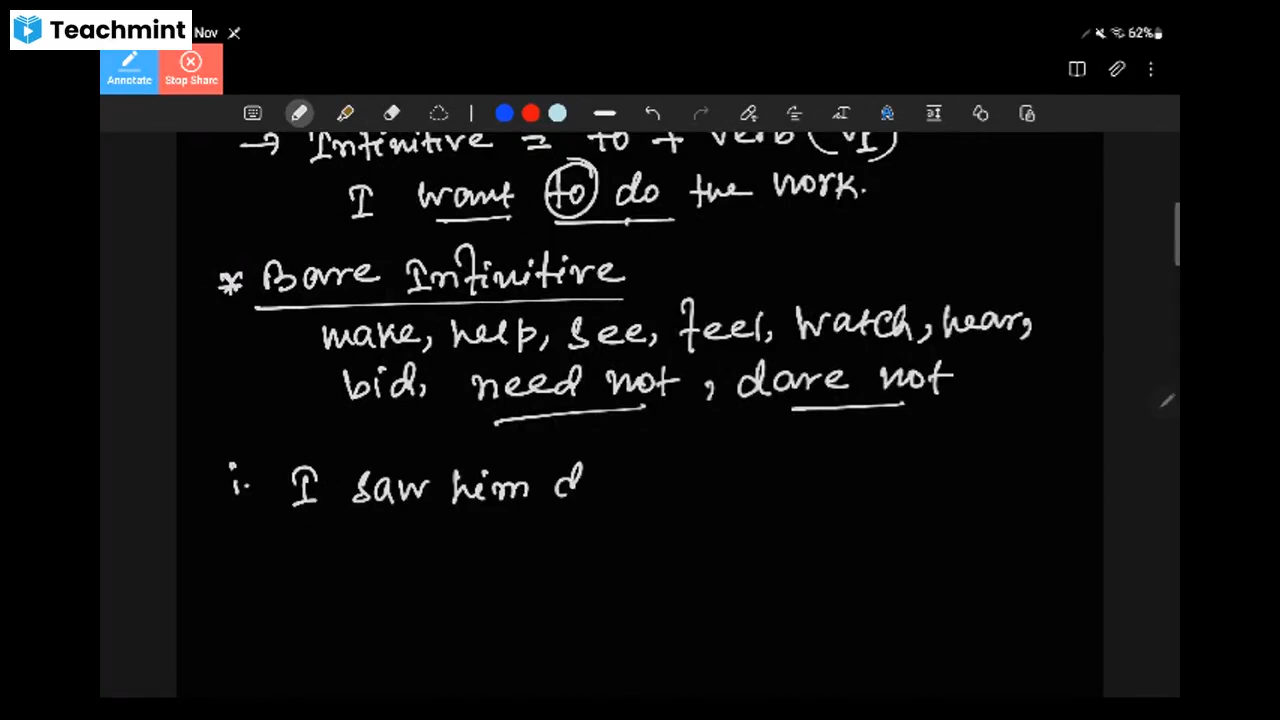 Teachmint
Nov
62%
Annotate
Stop Share
→ Infinitive = to + verb (V1)
I want to do the work.
* Bare Infinitive
make, help, see, feel, watch, hear,
bid, need not, dare not
i. I saw him d